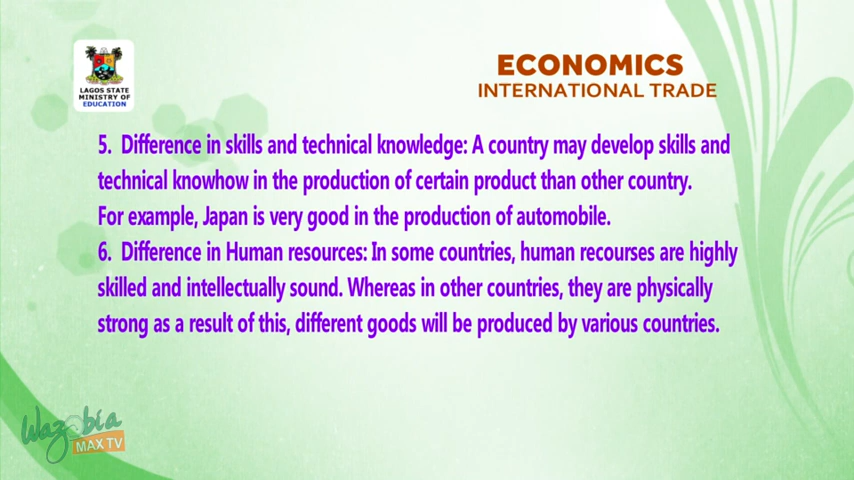 LAGOS STATE
MINISTRY OF
EDUCATION
ECONOMICS
INTERNATIONAL TRADE
5. Difference in skills and technical knowledge: A country may develop skills and
technical knowhow in the production of certain product than other country.
For example, Japan is very good in the production of automobile.
6. Difference in Human resources: In some countries, human recourses are highly
skilled and intellectually sound. Whereas in other countries, they are physically
strong as a result of this, different goods will be produced by various countries.
Wazobia
MAX TV